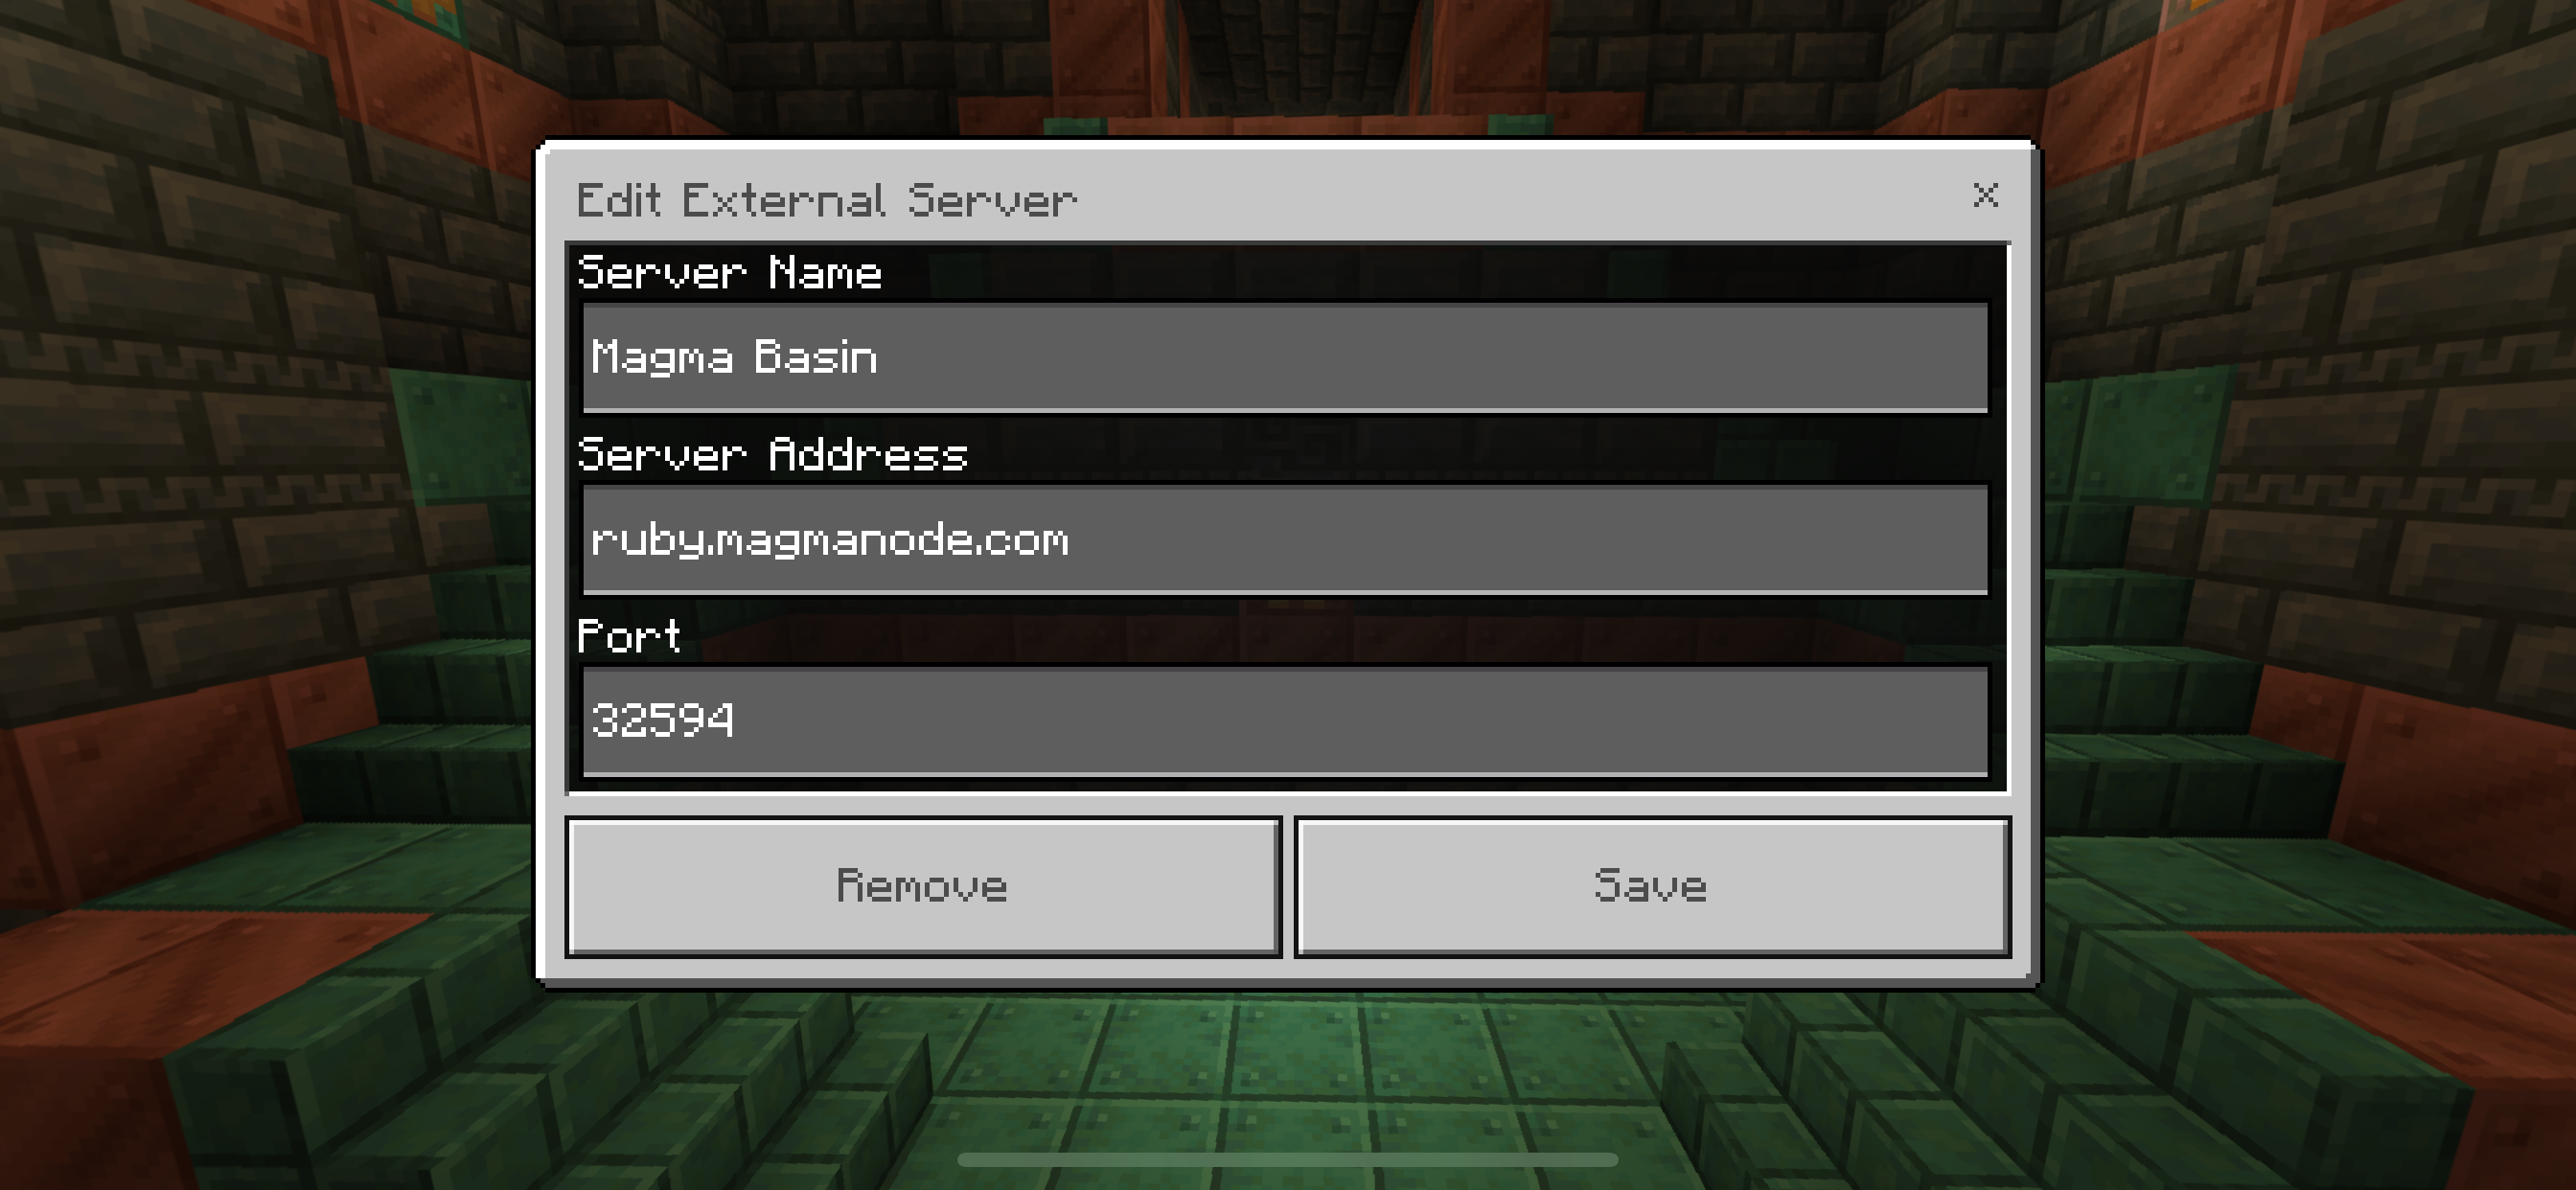 Edit External Server
Server Name
Magma Basin
Server Address
ruby.magmanode.com
Port
32594
Remove
Save